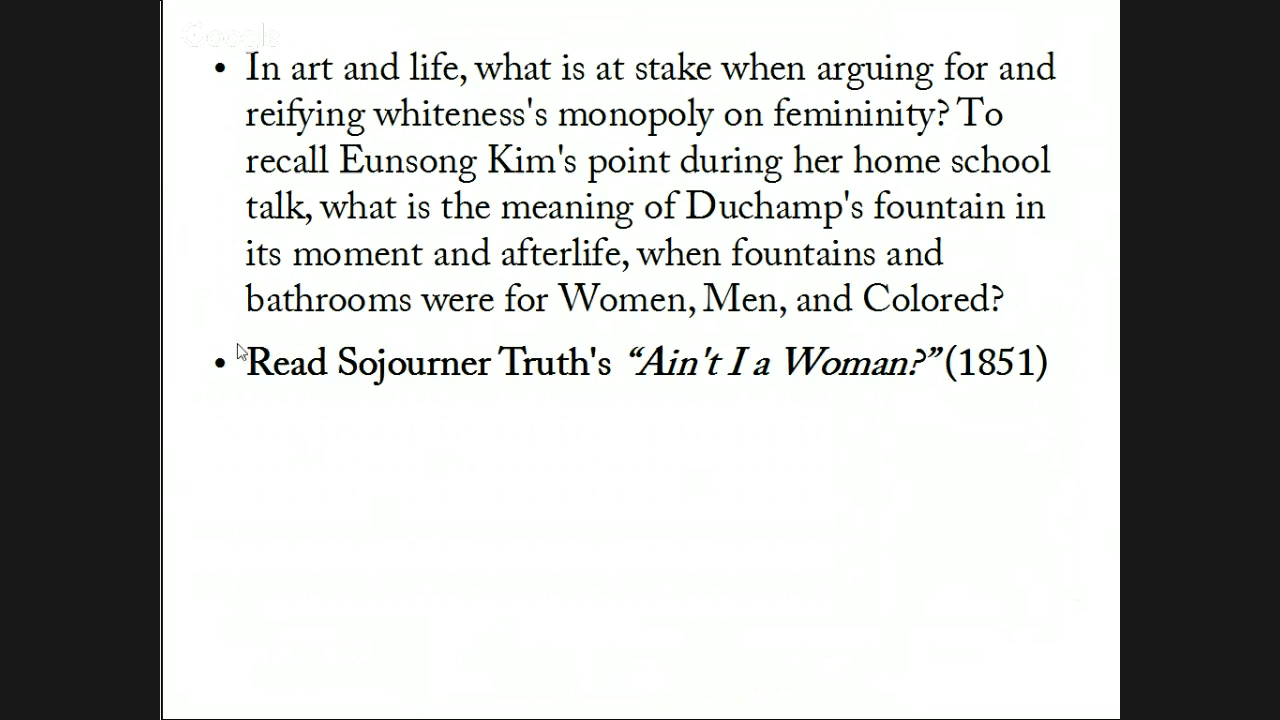 Google
• In art and life, what is at stake when arguing for and
reifying whiteness's monopoly on femininity? To
recall Eunsong Kim's point during her home school
talk, what is the meaning of Duchamp's fountain in
its moment and afterlife, when fountains and
bathrooms were for Women, Men, and Colored?
• Read Sojourner Truth's “Ain't I a Woman?” (1851)